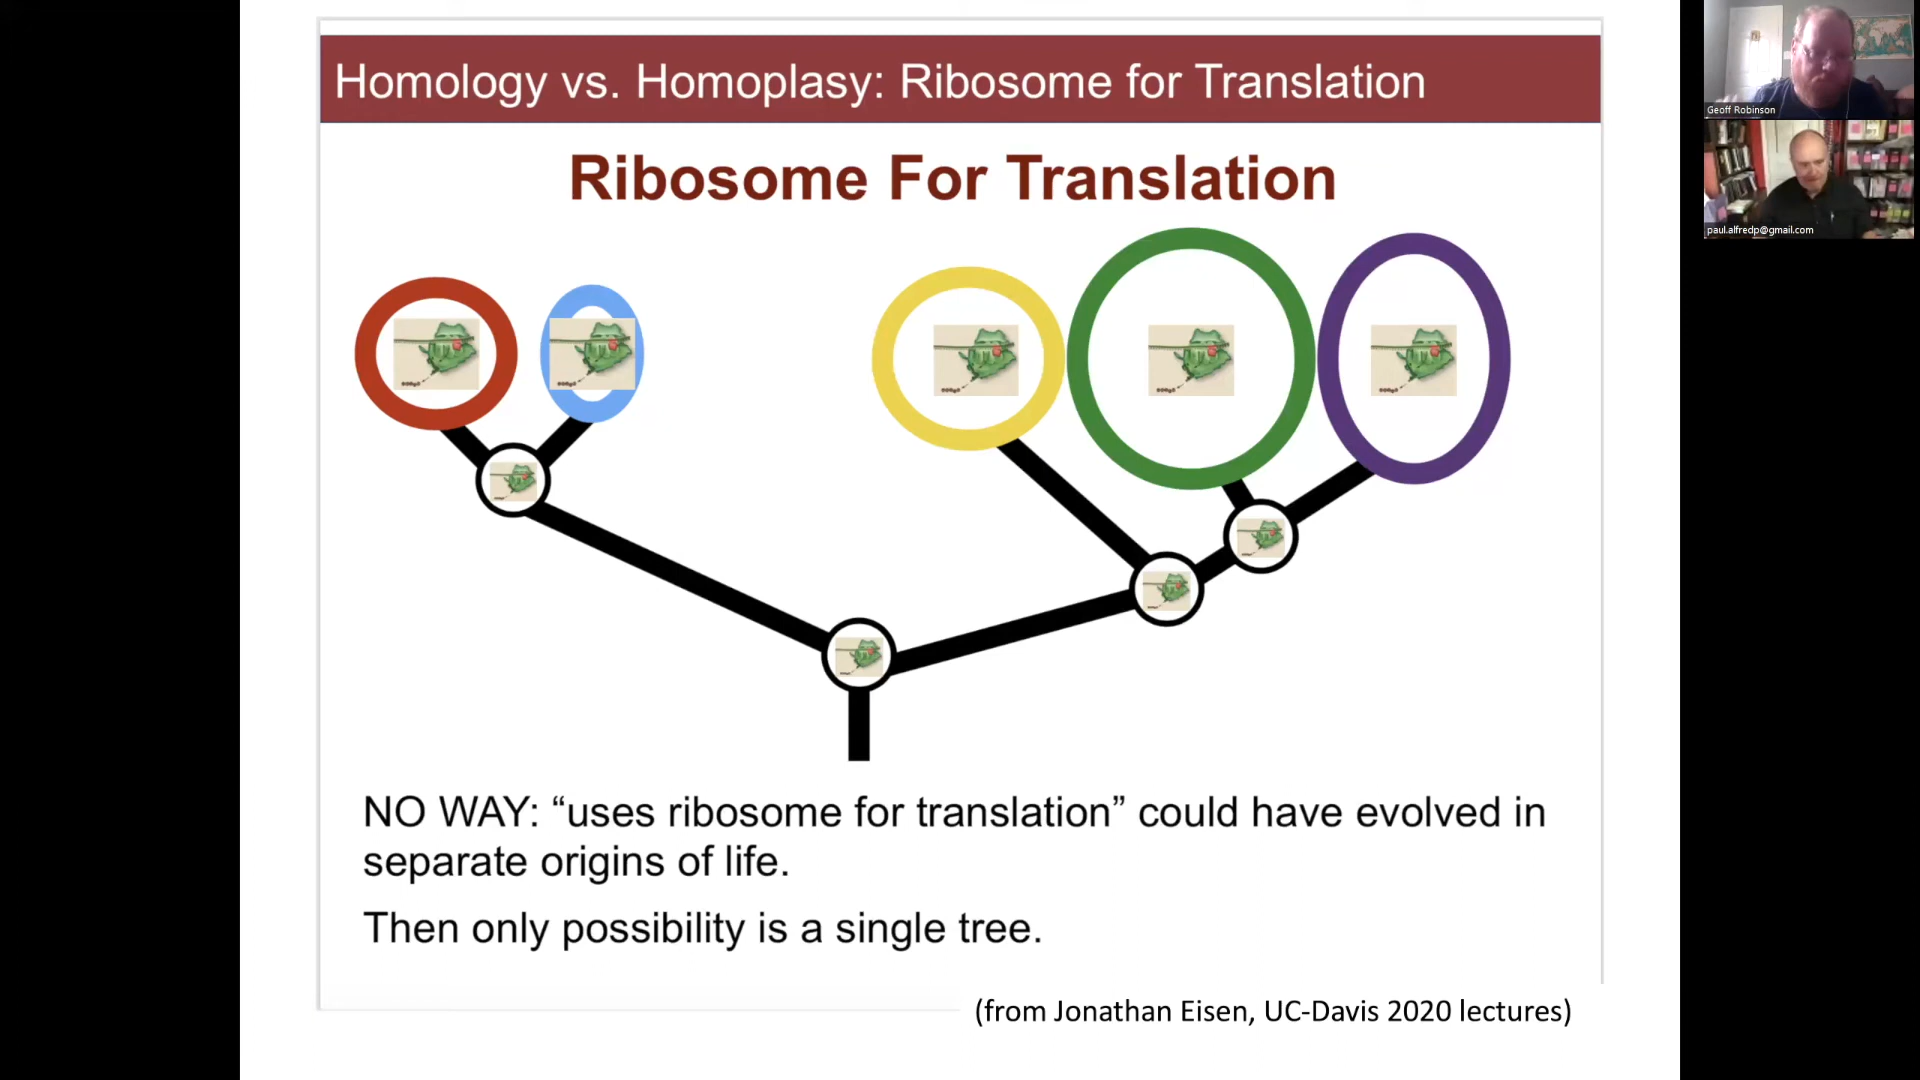 Homology vs. Homoplasy: Ribosome for Translation
Ribosome For Translation
NO WAY: “uses ribosome for translation” could have evolved in
separate origins of life.
Then only possibility is a single tree.
(from Jonathan Eisen, UC-Davis 2020 lectures)
Geoff Robinson
paul.alfredp@gmail.com